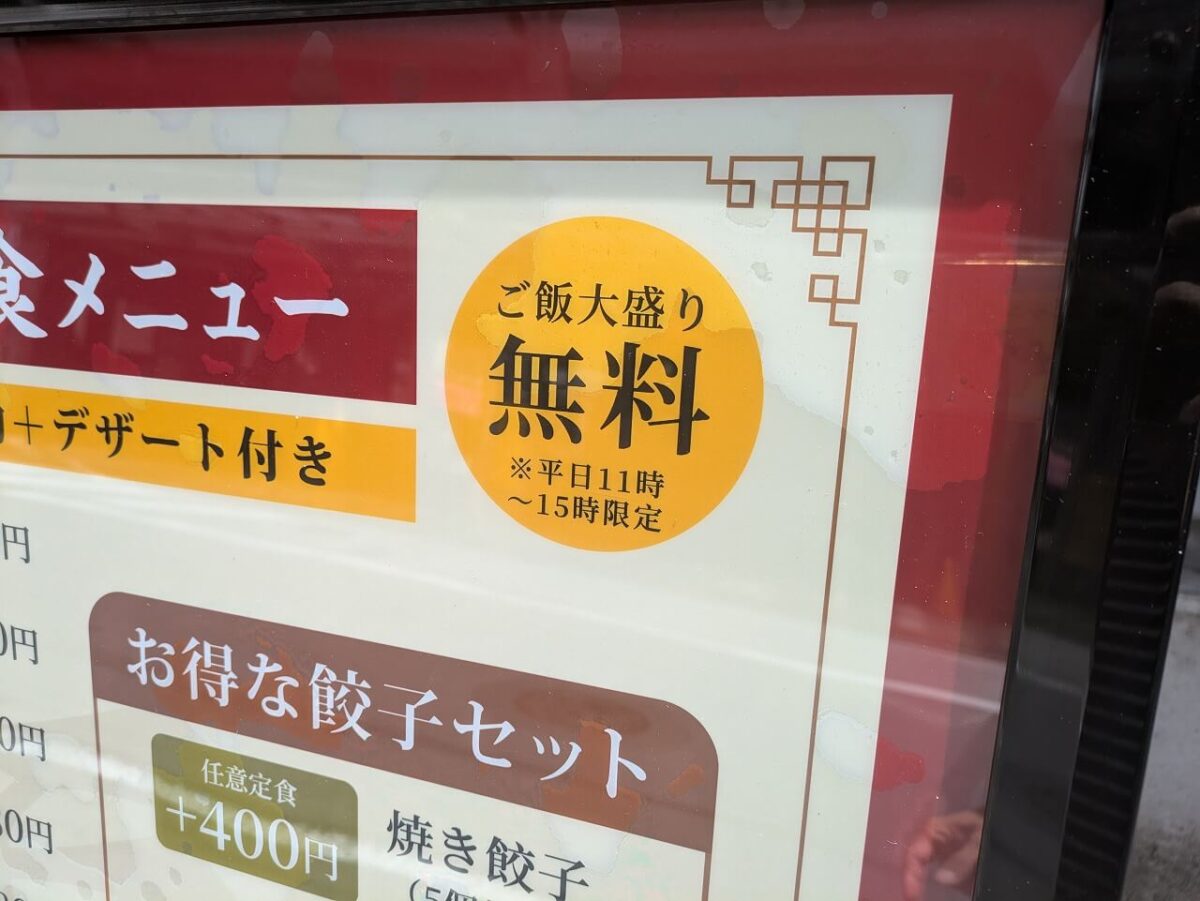 食メニュー
+デザート付き
ご飯大盛り
無料
※平日11時
～15時限定
円
0円
0円
80円
お得な餃子セット
任意定食
+400円
焼き餃子